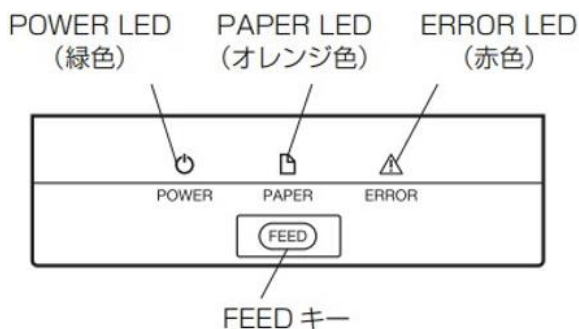 POWER LED
（緑色）
PAPER LED
（オレンジ色）
ERROR LED
（赤色）
POWER
PAPER
ERROR
FEED
FEED キー